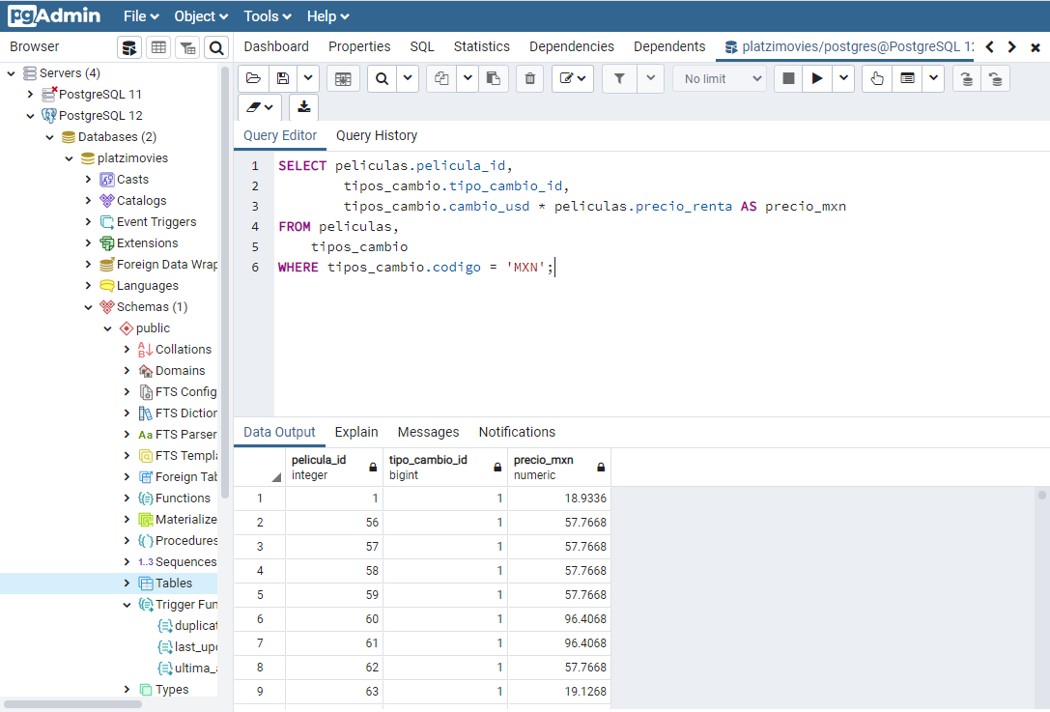 pgAdmin File Object Tools Help
Browser
Dashboard Properties SQL Statistics Dependencies Dependents platzimovies/postgres@PostgreSQL 12
Servers (4)
PostgreSQL 11
PostgreSQL 12
Databases (2)
platzimovies
Casts
Catalogs
Event Triggers
Extensions
Foreign Data Wrap
Languages
Schemas (1)
public
Collations
Domains
FTS Config
FTS Diction
FTS Parser
FTS Templa
Foreign Tab
Functions
Materialize
Procedures
1..3 Sequences
Tables
Trigger Fun
duplicat
last_upd
ultima_a
Types
No limit
Query Editor Query History
1 SELECT peliculas.pelicula_id,
2 tipos_cambio.tipo_cambio_id,
3 tipos_cambio.cambio_usd * peliculas.precio_renta AS precio_mxn
4 FROM peliculas,
5 tipos_cambio
6 WHERE tipos_cambio.codigo = 'MXN';
Data Output Explain Messages Notifications
pelicula_id tipo_cambio_id precio_mxn
integer bigint numeric
1 1 1 18.9336
2 56 1 57.7668
3 57 1 57.7668
4 58 1 57.7668
5 59 1 57.7668
6 60 1 96.4068
7 61 1 96.4068
8 62 1 57.7668
9 63 1 19.1268